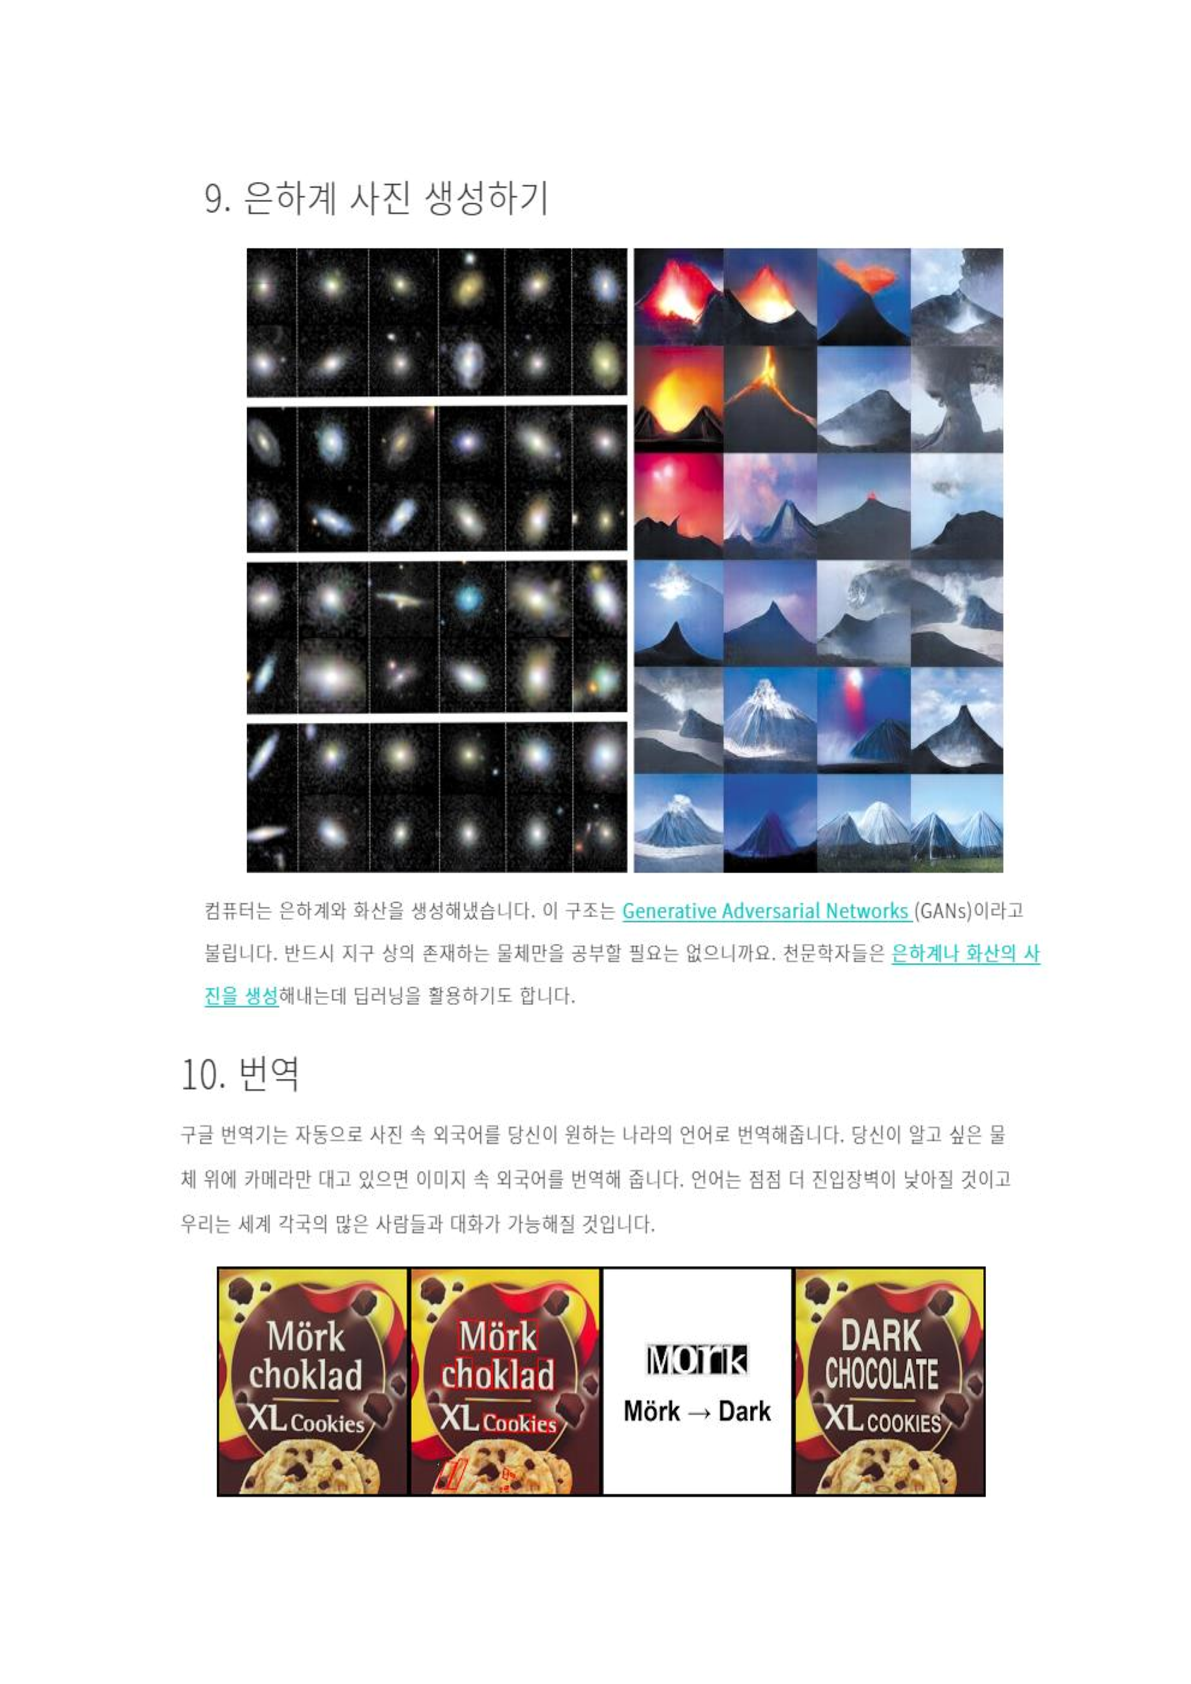 9. 은하계 사진 생성하기
컴퓨터는 은하계와 화산을 생성해냈습니다. 이 구조는 Generative Adversarial Networks (GANs)이라고
불립니다. 반드시 지구 상의 존재하는 물체만을 공부할 필요는 없으니까요. 천문학자들은 은하계나 화산의 사
진을 생성해내는데 딥러닝을 활용하기도 합니다.
10. 번역
구글 번역기는 자동으로 사진 속 외국어를 당신이 원하는 나라의 언어로 번역해줍니다. 당신이 알고 싶은 물
체 위에 카메라만 대고 있으면 이미지 속 외국어를 번역해 줍니다. 언어는 점점 더 진입장벽이 낮아질 것이고
우리는 세계 각국의 많은 사람들과 대화가 가능해질 것입니다.
Mörk
choklad
XL Cookies
Mörk
choklad
XL Cookies
Mörk
Mörk → Dark
DARK
CHOCOLATE
XL COOKIES